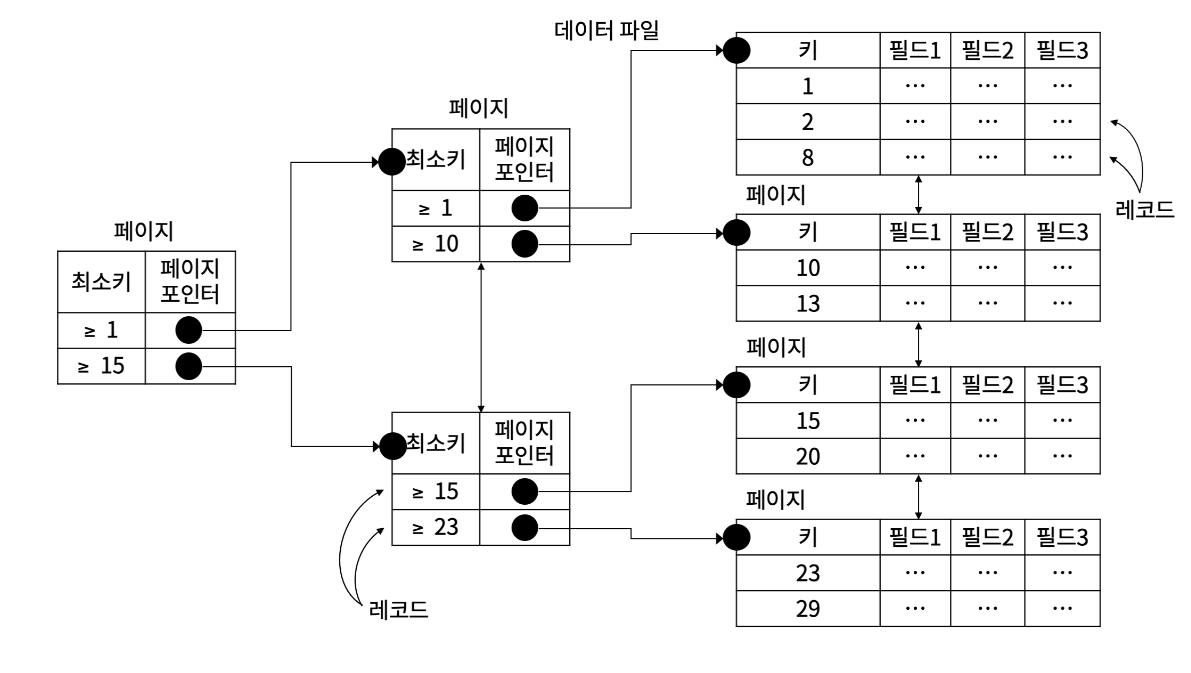 데이터 파일
키 필드1 필드2 필드3
1 ... ... ...
2 ... ... ...
8 ... ... ...
레코드
페이지
최소키 페이지 포인터
≥ 1
≥ 10
페이지
키 필드1 필드2 필드3
10 ... ... ...
13 ... ... ...
페이지
최소키 페이지 포인터
≥ 1
≥ 15
페이지
키 필드1 필드2 필드3
15 ... ... ...
20 ... ... ...
최소키 페이지 포인터
≥ 15
≥ 23
레코드
페이지
키 필드1 필드2 필드3
23 ... ... ...
29 ... ... ...